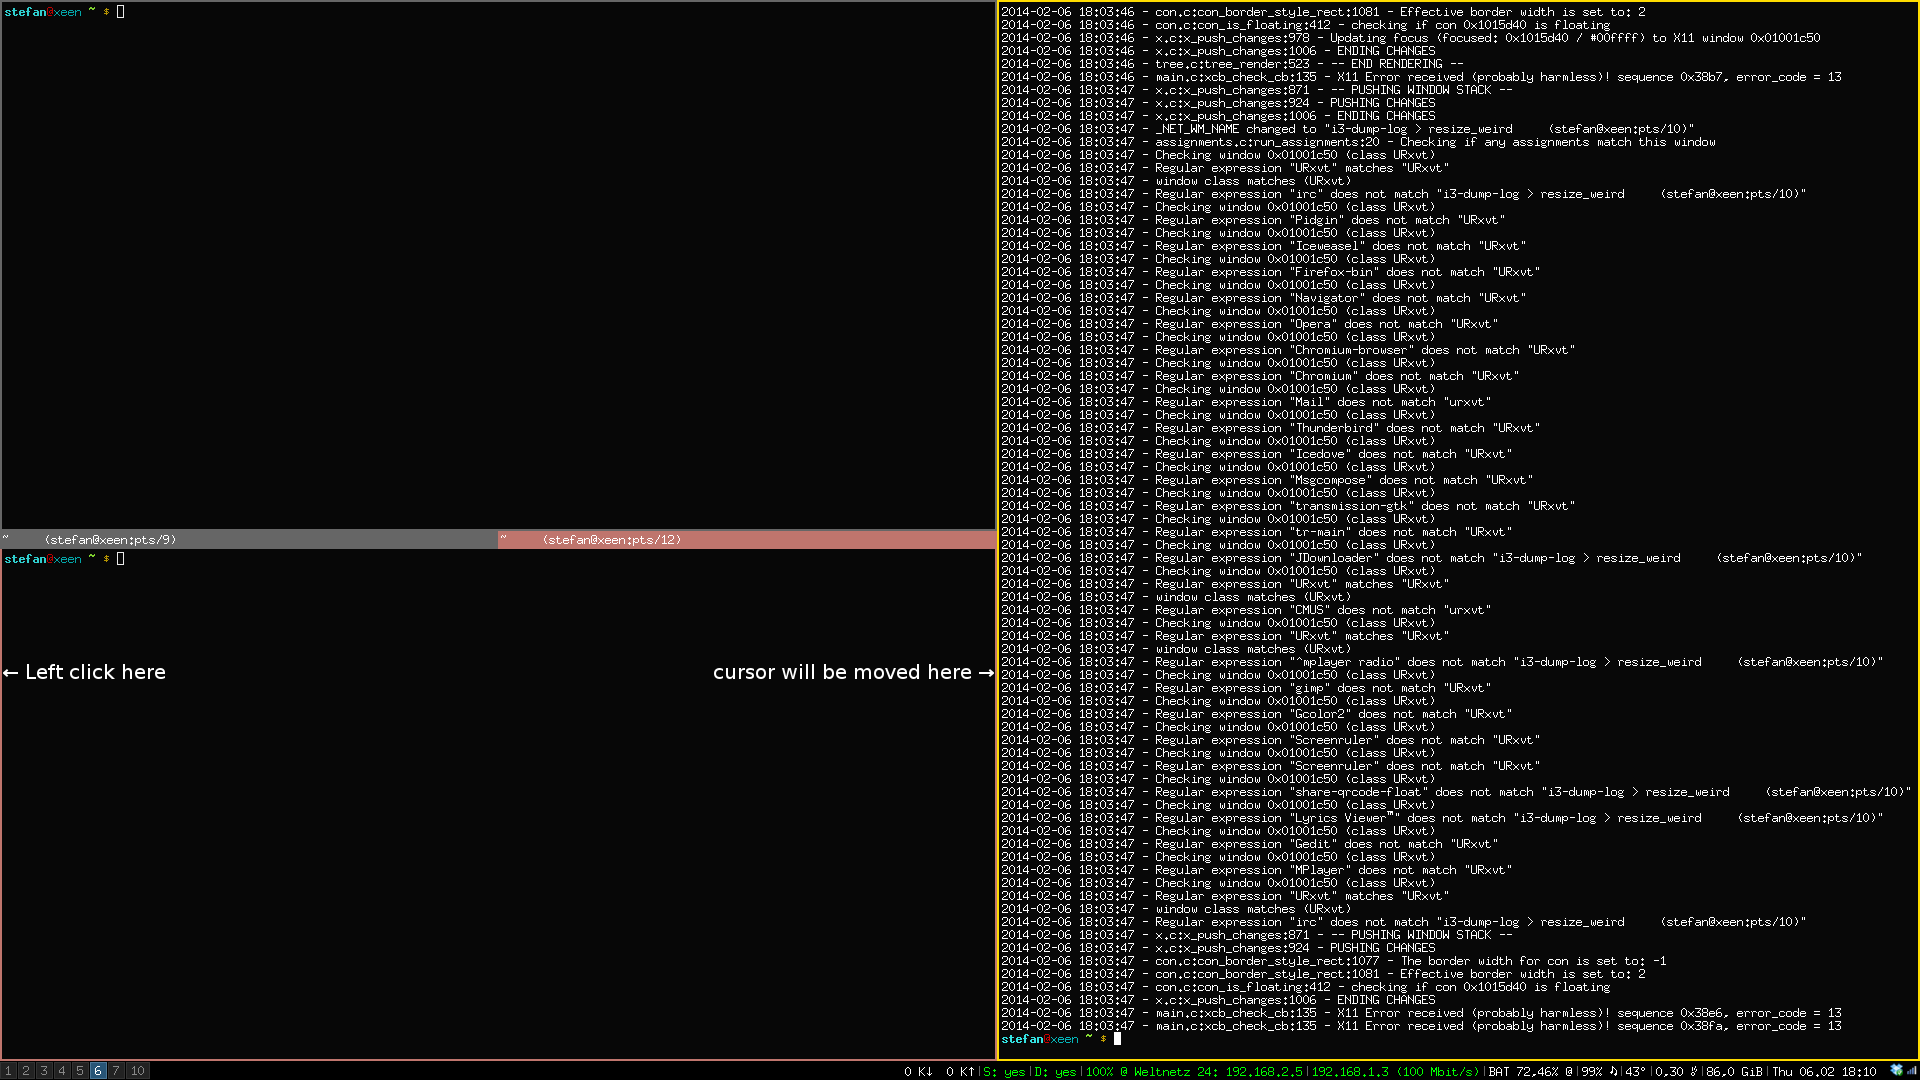 stefan@xeen ~ $
~ (stefan@xeen:pts/9) ~ (stefan@xeen:pts/12)
stefan@xeen ~ $
← Left click here cursor will be moved here →
2014-02-06 18:03:46 - con.c:con_border_style_rect:1081 - Effective border width is set to: 2
2014-02-06 18:03:46 - con.c:con_is_floating:412 - checking if con 0x1015d40 is floating
2014-02-06 18:03:46 - x.c:x_push_changes:978 - Updating focus (focused: 0x1015d40 / #00ffff) to X11 window 0x01001c50
2014-02-06 18:03:46 - x.c:x_push_changes:1006 - ENDING CHANGES
2014-02-06 18:03:46 - tree.c:tree_render:523 - -- END RENDERING --
2014-02-06 18:03:46 - main.c:xcb_check_cb:135 - X11 Error received (probably harmless)! sequence 0x38b7, error_code = 13
2014-02-06 18:03:47 - x.c:x_push_changes:871 - -- PUSHING WINDOW STACK --
2014-02-06 18:03:47 - x.c:x_push_changes:924 - PUSHING CHANGES
2014-02-06 18:03:47 - x.c:x_push_changes:1006 - ENDING CHANGES
2014-02-06 18:03:47 - _NET_WM_NAME changed to "i3-dump-log > resize_weird (stefan@xeen:pts/10)"
2014-02-06 18:03:47 - assignments.c:run_assignments:20 - Checking if any assignments match this window
2014-02-06 18:03:47 - Checking window 0x01001c50 (class URxvt)
2014-02-06 18:03:47 - Regular expression "URxvt" matches "URxvt"
2014-02-06 18:03:47 - window class matches (URxvt)
2014-02-06 18:03:47 - Regular expression "irc" does not match "i3-dump-log > resize_weird (stefan@xeen:pts/10)"
2014-02-06 18:03:47 - Checking window 0x01001c50 (class URxvt)
2014-02-06 18:03:47 - Regular expression "Pidgin" does not match "URxvt"
2014-02-06 18:03:47 - Checking window 0x01001c50 (class URxvt)
2014-02-06 18:03:47 - Regular expression "Iceweasel" does not match "URxvt"
2014-02-06 18:03:47 - Checking window 0x01001c50 (class URxvt)
2014-02-06 18:03:47 - Regular expression "Firefox-bin" does not match "URxvt"
2014-02-06 18:03:47 - Checking window 0x01001c50 (class URxvt)
2014-02-06 18:03:47 - Regular expression "Navigator" does not match "URxvt"
2014-02-06 18:03:47 - Checking window 0x01001c50 (class URxvt)
2014-02-06 18:03:47 - Regular expression "Opera" does not match "URxvt"
2014-02-06 18:03:47 - Checking window 0x01001c50 (class URxvt)
2014-02-06 18:03:47 - Regular expression "Chromium-browser" does not match "URxvt"
2014-02-06 18:03:47 - Checking window 0x01001c50 (class URxvt)
2014-02-06 18:03:47 - Regular expression "Chromium" does not match "URxvt"
2014-02-06 18:03:47 - Checking window 0x01001c50 (class URxvt)
2014-02-06 18:03:47 - Regular expression "Mail" does not match "urxvt"
2014-02-06 18:03:47 - Checking window 0x01001c50 (class URxvt)
2014-02-06 18:03:47 - Regular expression "Thunderbird" does not match "URxvt"
2014-02-06 18:03:47 - Checking window 0x01001c50 (class URxvt)
2014-02-06 18:03:47 - Regular expression "Icedove" does not match "URxvt"
2014-02-06 18:03:47 - Checking window 0x01001c50 (class URxvt)
2014-02-06 18:03:47 - Regular expression "Msgcompose" does not match "URxvt"
2014-02-06 18:03:47 - Checking window 0x01001c50 (class URxvt)
2014-02-06 18:03:47 - Regular expression "transmission-gtk" does not match "URxvt"
2014-02-06 18:03:47 - Checking window 0x01001c50 (class URxvt)
2014-02-06 18:03:47 - Regular expression "tr-main" does not match "URxvt"
2014-02-06 18:03:47 - Checking window 0x01001c50 (class URxvt)
2014-02-06 18:03:47 - Regular expression "JDownloader" does not match "i3-dump-log > resize_weird (stefan@xeen:pts/10)"
2014-02-06 18:03:47 - Checking window 0x01001c50 (class URxvt)
2014-02-06 18:03:47 - Regular expression "URxvt" matches "URxvt"
2014-02-06 18:03:47 - window class matches (URxvt)
2014-02-06 18:03:47 - Regular expression "CMUS" does not match "urxvt"
2014-02-06 18:03:47 - Checking window 0x01001c50 (class URxvt)
2014-02-06 18:03:47 - Regular expression "URxvt" matches "URxvt"
2014-02-06 18:03:47 - window class matches (URxvt)
2014-02-06 18:03:47 - Regular expression "^mplayer radio" does not match "i3-dump-log > resize_weird (stefan@xeen:pts/10)"
2014-02-06 18:03:47 - Checking window 0x01001c50 (class URxvt)
2014-02-06 18:03:47 - Regular expression "gimp" does not match "URxvt"
2014-02-06 18:03:47 - Checking window 0x01001c50 (class URxvt)
2014-02-06 18:03:47 - Regular expression "Gcolor2" does not match "URxvt"
2014-02-06 18:03:47 - Checking window 0x01001c50 (class URxvt)
2014-02-06 18:03:47 - Regular expression "Screenruler" does not match "URxvt"
2014-02-06 18:03:47 - Checking window 0x01001c50 (class URxvt)
2014-02-06 18:03:47 - Regular expression "Screenruler" does not match "URxvt"
2014-02-06 18:03:47 - Checking window 0x01001c50 (class URxvt)
2014-02-06 18:03:47 - Regular expression "share-qrcode-float" does not match "i3-dump-log > resize_weird (stefan@xeen:pts/10)"
2014-02-06 18:03:47 - Checking window 0x01001c50 (class URxvt)
2014-02-06 18:03:47 - Regular expression "Lyrics Viewer™" does not match "i3-dump-log > resize_weird (stefan@xeen:pts/10)"
2014-02-06 18:03:47 - Checking window 0x01001c50 (class URxvt)
2014-02-06 18:03:47 - Regular expression "Gedit" does not match "URxvt"
2014-02-06 18:03:47 - Checking window 0x01001c50 (class URxvt)
2014-02-06 18:03:47 - Regular expression "MPlayer" does not match "URxvt"
2014-02-06 18:03:47 - Checking window 0x01001c50 (class URxvt)
2014-02-06 18:03:47 - Regular expression "URxvt" matches "URxvt"
2014-02-06 18:03:47 - window class matches (URxvt)
2014-02-06 18:03:47 - Regular expression "irc" does not match "i3-dump-log > resize_weird (stefan@xeen:pts/10)"
2014-02-06 18:03:47 - x.c:x_push_changes:871 - -- PUSHING WINDOW STACK --
2014-02-06 18:03:47 - x.c:x_push_changes:924 - PUSHING CHANGES
2014-02-06 18:03:47 - con.c:con_border_style_rect:1077 - The border width for con is set to: -1
2014-02-06 18:03:47 - con.c:con_border_style_rect:1081 - Effective border width is set to: 2
2014-02-06 18:03:47 - con.c:con_is_floating:412 - checking if con 0x1015d40 is floating
2014-02-06 18:03:47 - x.c:x_push_changes:1006 - ENDING CHANGES
2014-02-06 18:03:47 - main.c:xcb_check_cb:135 - X11 Error received (probably harmless)! sequence 0x38e6, error_code = 13
2014-02-06 18:03:47 - main.c:xcb_check_cb:135 - X11 Error received (probably harmless)! sequence 0x38fa, error_code = 13
stefan@xeen ~ $
1 2 3 4 5 6 7 10 0 K↓ 0 K↑|S: yes|D: yes|100% @ Weltnetz 24: 192.168.2.5|192.168.1.3 (100 Mbit/s)|BAT 72,46% @|99% ♪|43°|0,30|86,0 GiB|Thu 06.02 18:10